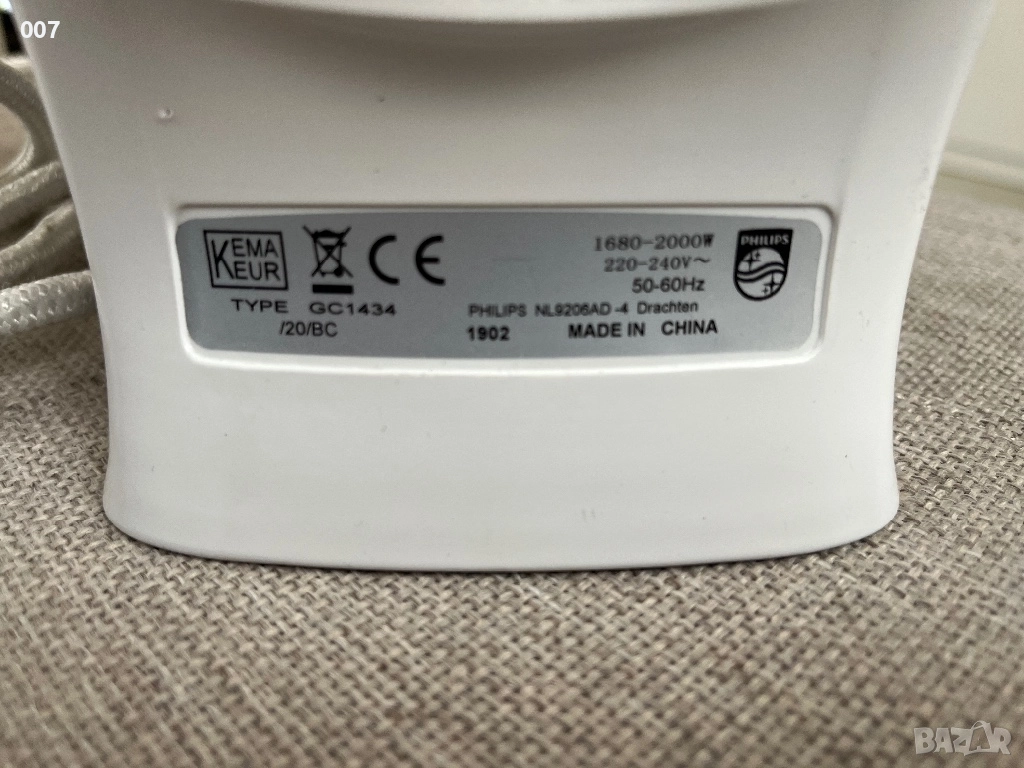 007
KEMA
KEUR
CE
TYPE GC1434
/20/BC
1680-2000W
220-240V~
50-60Hz
PHILIPS NL9206AD -4 Drachten
1902 MADE IN CHINA
PHILIPS
BAZAR